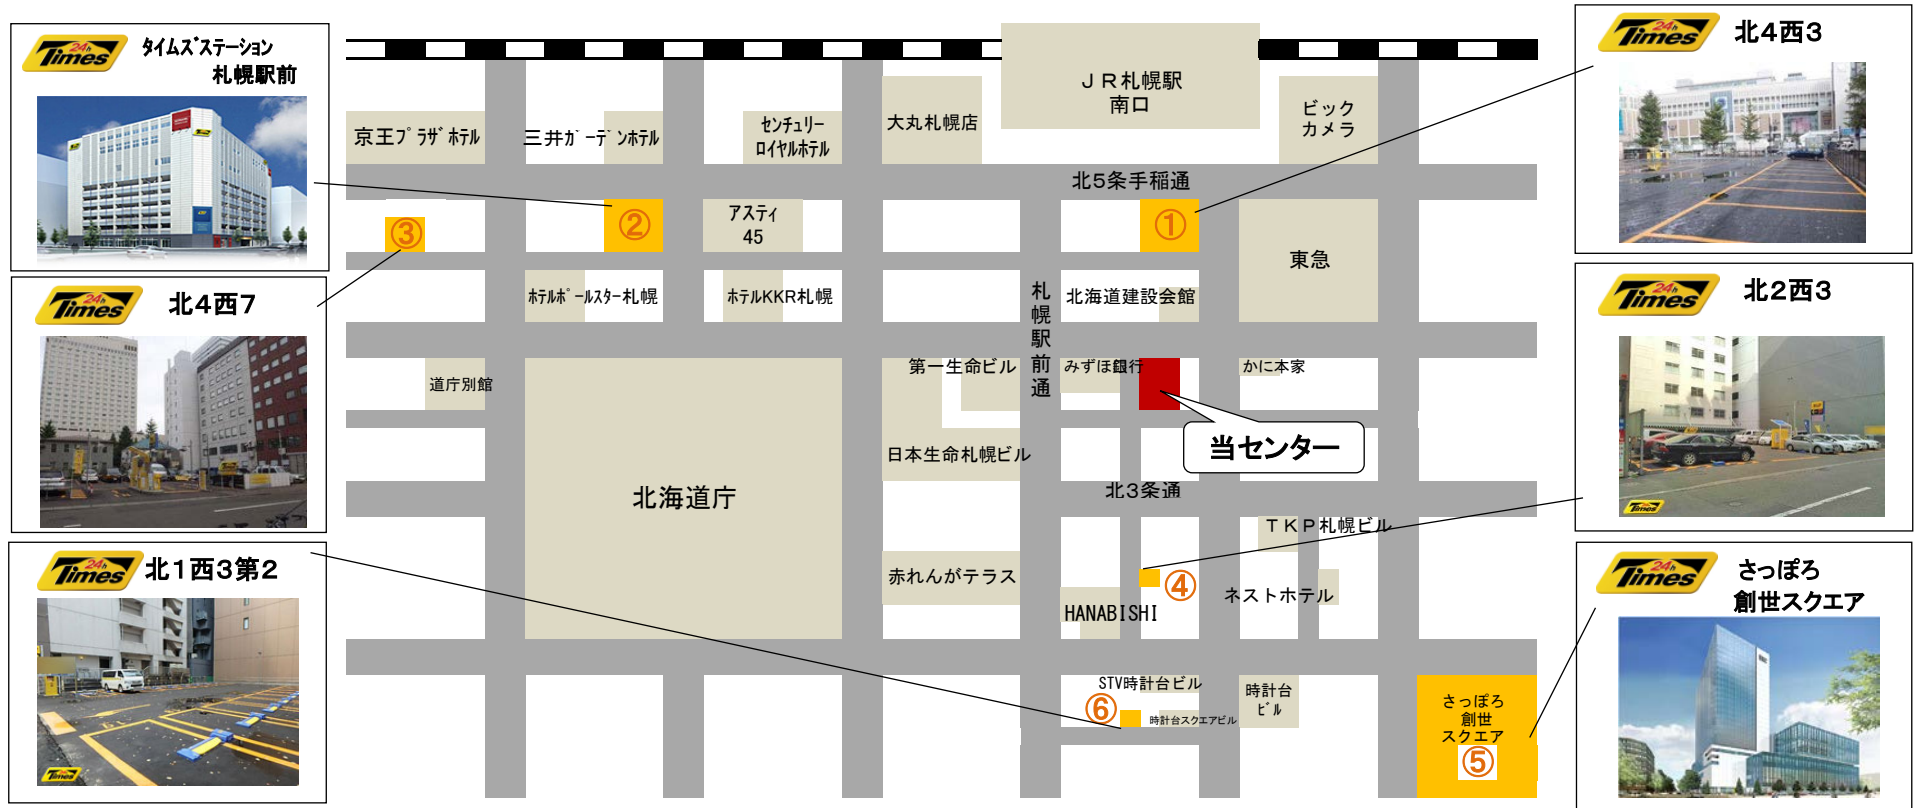 24h
Times
タイムズステーション
札幌駅前
24h
Times
北4西7
24h
Times
北1西3第2
Times
JR札幌駅
南口
ビック
カメラ
大丸札幌店
センチュリー
ロイヤルホテル
三井ガーデンホテル
京王プラザホテル
北5条手稲通
③
②
アスティ
45
①
東急
ホテルポールスター札幌
ホテルKKR札幌
札幌駅前通
北海道建設会館
道庁別館
第一生命ビル
みずほ銀行
かに本家
当センター
日本生命札幌ビル
北海道庁
北3条通
TKP札幌ビル
赤れんがテラス
④
ネストホテル
HANABISHI
STV時計台ビル
⑥
時計台スクエアビル
時計台
ビル
さっぽろ
創世
スクエア
⑤
24h
Times
北4西3
24h
Times
北2西3
Times
24h
Times
さっぽろ
創世スクエア